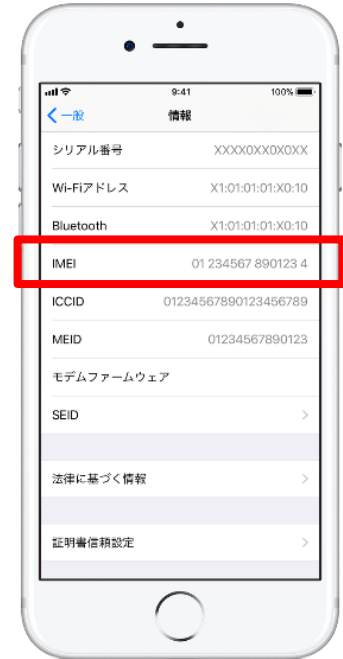 9:41 100%
一般 情報
シリアル番号 XXXX0XX0X0XX
Wi-Fiアドレス X1:01:01:01:X0:10
Bluetooth X1:01:01:01:X0:10
IMEI 01 234567 890123 4
ICCID 01234567890123456789
MEID 01234567890123
モデムファームウェア
SEID
法律に基づく情報
証明書信頼設定